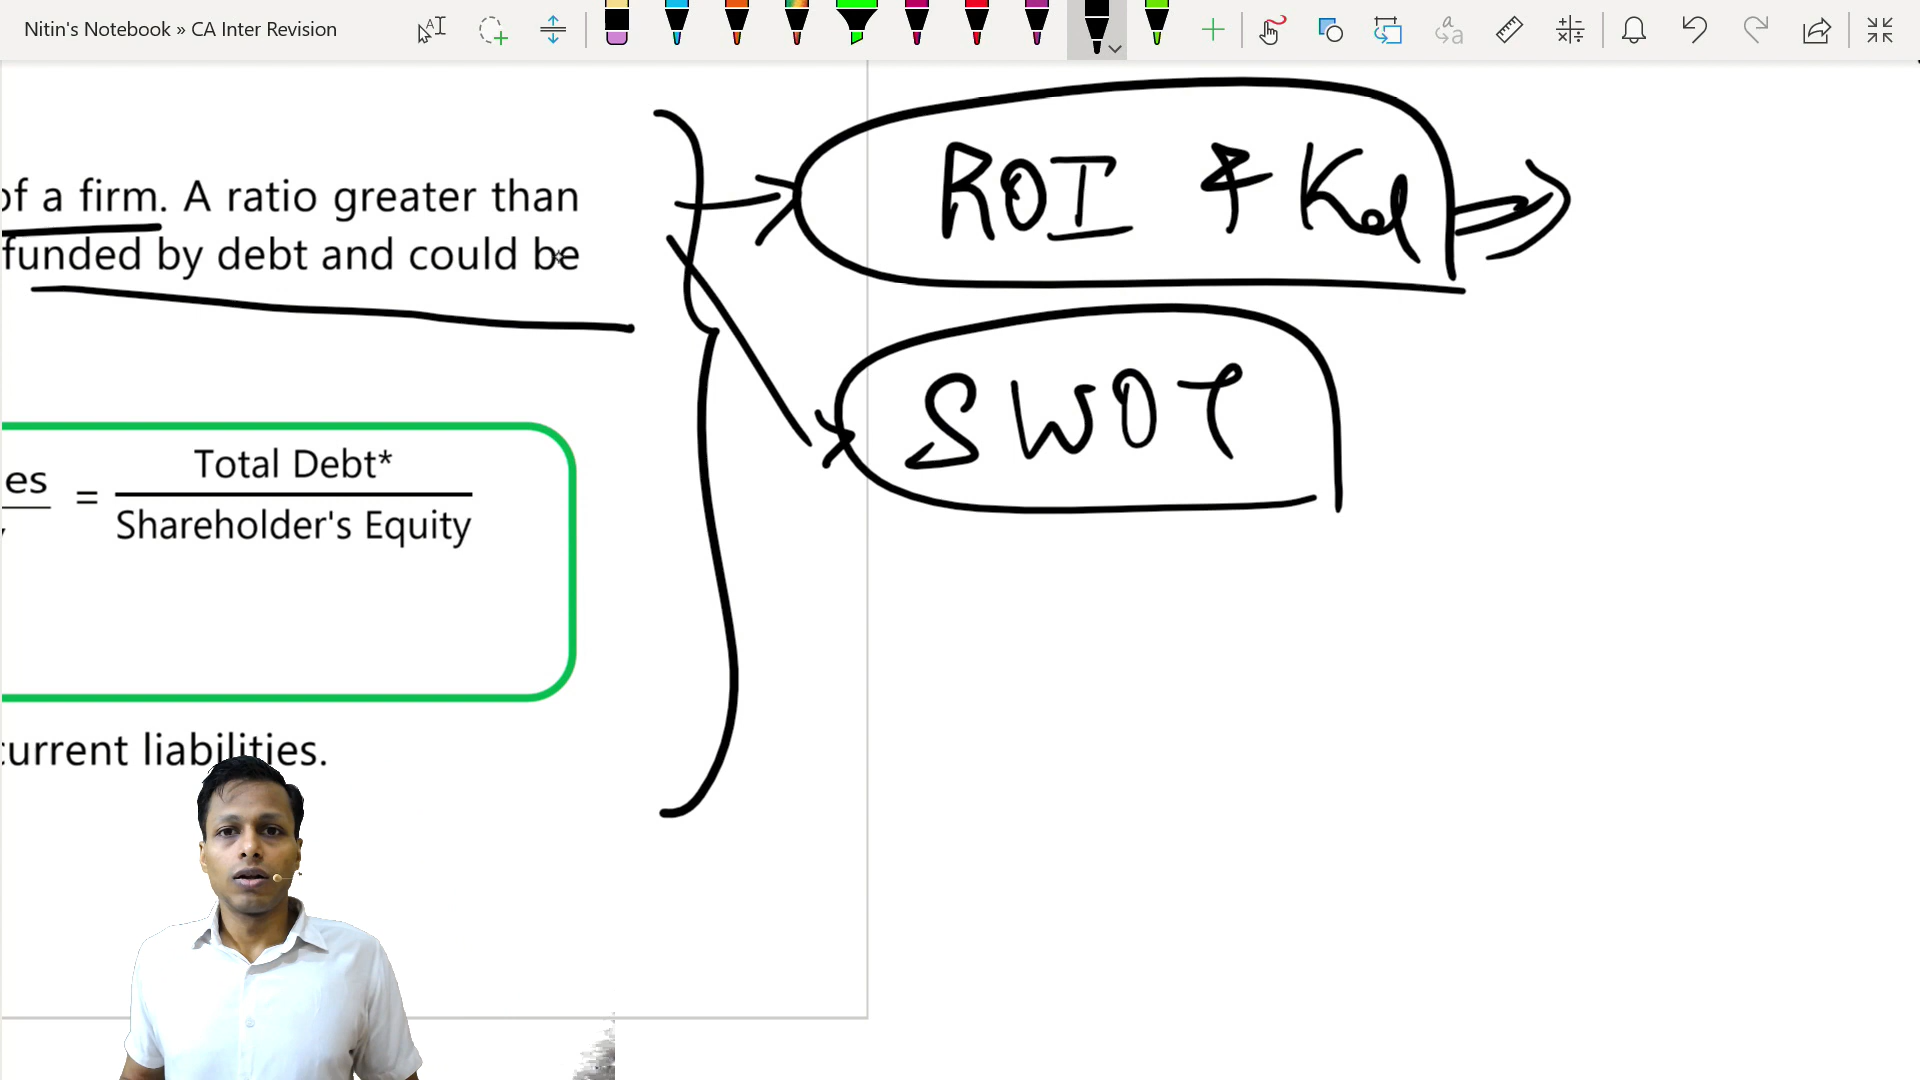 Nitin's Notebook » CA Inter Revision
of a firm. A ratio greater than
funded by debt and could be
ROI & Kd
SWOT
es = Total Debt*
Shareholder's Equity
current liabilities.